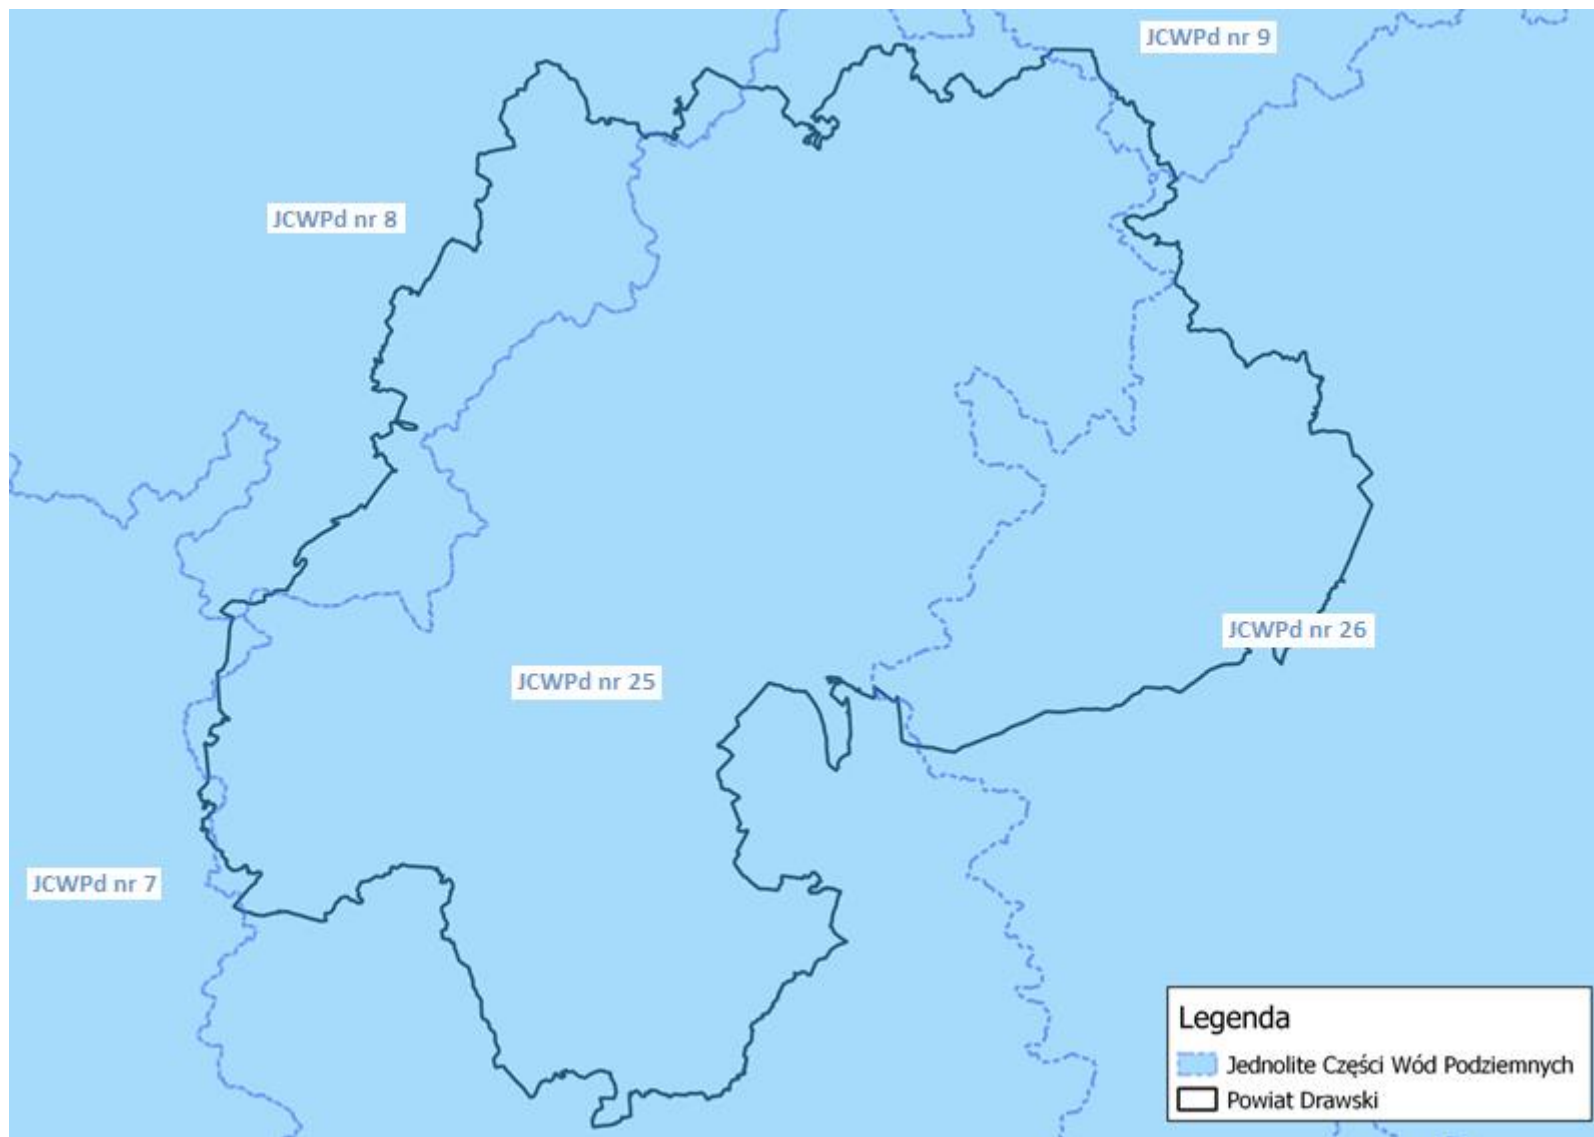 JCWPd nr 9
JCWPd nr 8
JCWPd nr 26
JCWPd nr 25
JCWPd nr 7
Legenda
Jednolite Części Wód Podziemnych
Powiat Drawski